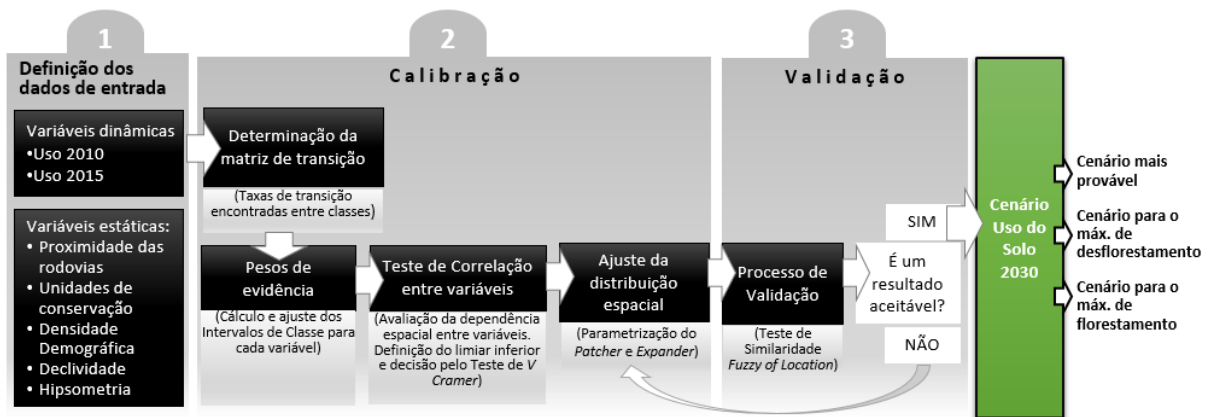 1
Definição dos
dados de entrada
Variáveis dinâmicas
•Uso 2010
•Uso 2015
Variáveis estáticas:
• Proximidade das
rodovias
• Unidades de
conservação
• Densidade
Demográfica
• Declividade
• Hipsometria
2
Calibração
Determinação da
matriz de transição
(Taxas de transição
encontradas entre classes)
Pesos de
evidência
(Cálculo e ajuste dos
Intervalos de Classe para
cada variável)
Teste de Correlação
entre variáveis
(Avaliação da dependência
espacial entre variáveis.
Definição do limiar inferior
e decisão pelo Teste de V
Cramer)
Ajuste da
distribuição
espacial
(Parametrização do
Patcher e Expander)
3
Validação
Processo de
Validação
(Teste de
Similaridade
Fuzzy of Location)
SIM
É um
resultado
aceitável?
NÃO
Cenário
Uso do
Solo
2030
Cenário mais
provável
Cenário para o
máx. de
desflorestamento
Cenário para o
máx. de
florestamento